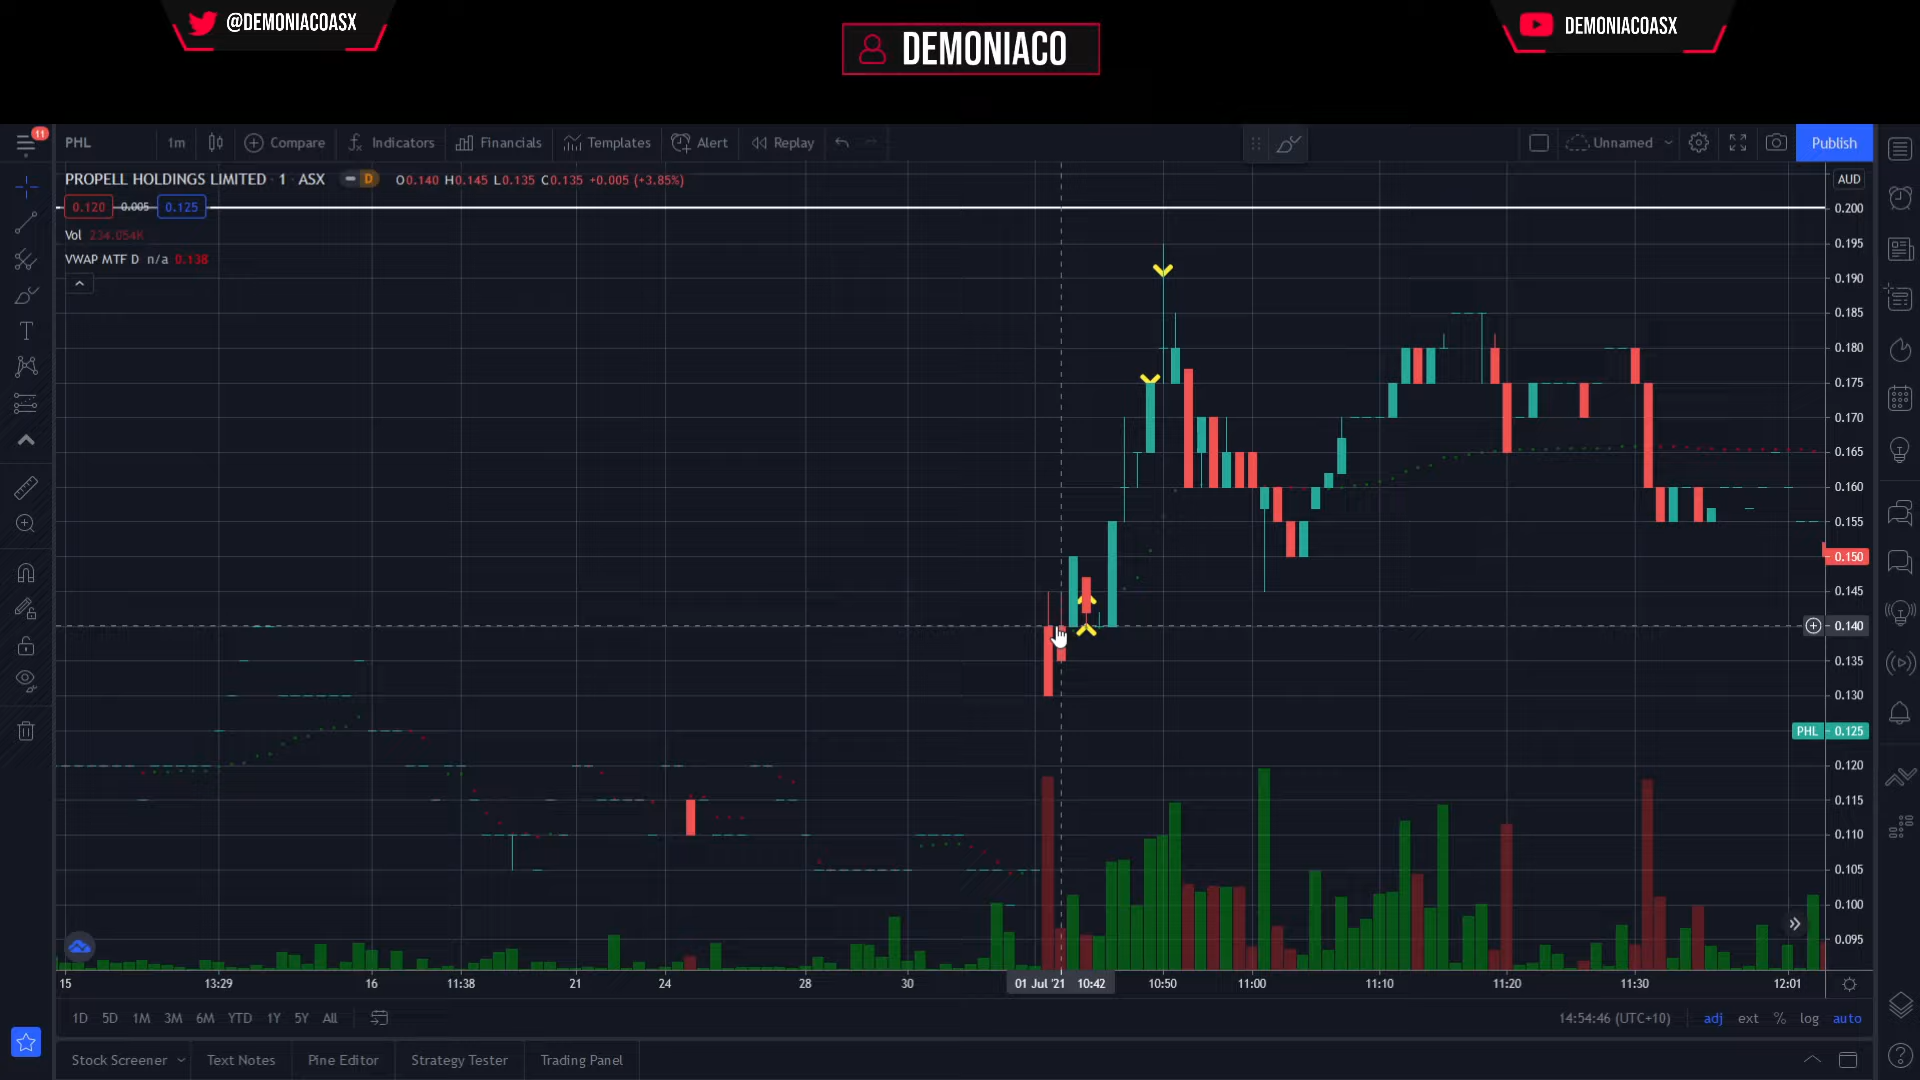 @DEMONIACOASX
DEMONIACO
DEMONIACOASX
11
PHL 1m Compare Indicators Financials Templates Alert Replay Unnamed Publish
PROPELL HOLDINGS LIMITED · 1 · ASX D O0.140 H0.145 L0.135 C0.135 +0.005 (+3.85%)
AUD
0.120 0.005 0.125
Vol 234.054K
VWAP MTF D n/a 0.138
0.200
0.195
0.190
0.185
0.180
0.175
0.170
0.165
0.160
0.155
0.150
0.145
0.140
0.135
0.130
PHL 0.125
0.120
0.115
0.110
0.105
0.100
0.095
15 13:29 16 11:38 21 24 28 30 01 Jul '21 10:42 10:50 11:00 11:10 11:20 11:30 12:01
1D 5D 1M 3M 6M YTD 1Y 5Y All 14:54:46 (UTC+10) adj ext % log auto
Stock Screener Text Notes Pine Editor Strategy Tester Trading Panel